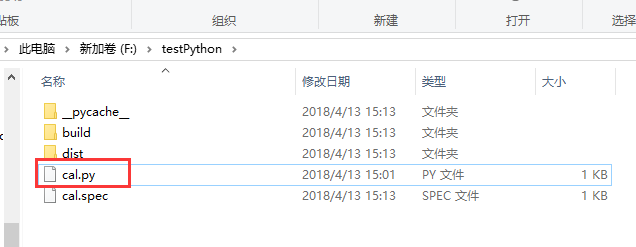 贴板 组织 新建 打开 选择
此电脑 新加卷 (F:) testPython
名称 修改日期 类型 大小
__pycache__ 2018/4/13 15:13 文件夹
build 2018/4/13 15:13 文件夹
dist 2018/4/13 15:13 文件夹
cal.py 2018/4/13 15:01 PY 文件 1 KB
cal.spec 2018/4/13 15:13 SPEC 文件 1 KB